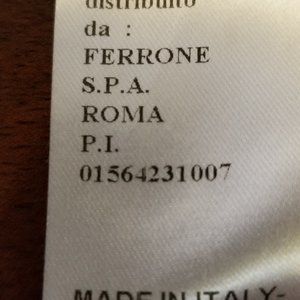 distribuito
da :
FERRONE
S.P.A.
ROMA
P.I.
01564231007
MADE IN ITALY-